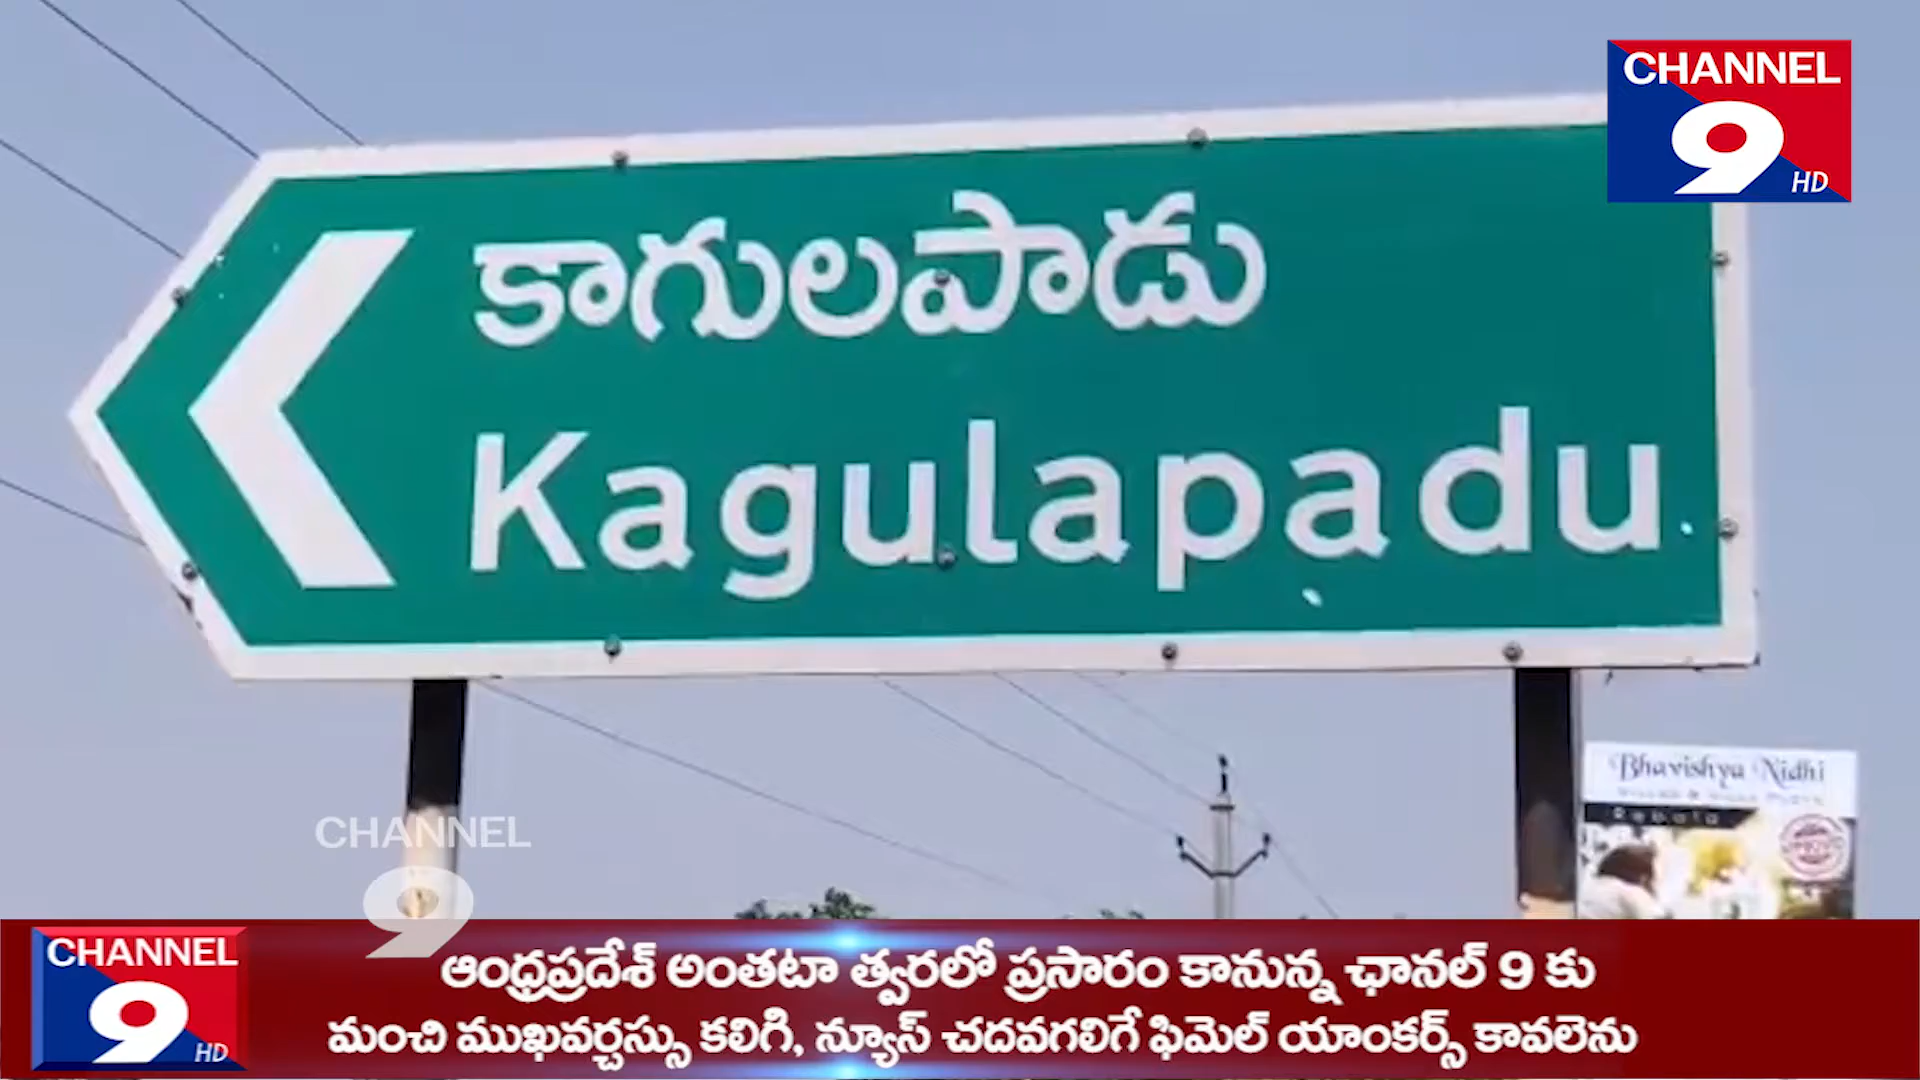 CHANNEL
9
HD
కాగులపాడు
Kagulapadu
Bhavishya Nidhi
CHANNEL
9
CHANNEL
9
HD
ఆంధ్రప్రదేశ్ అంతటా త్వరలో ప్రసారం కానున్న ఛానల్ 9 కు
మంచి ముఖవర్చస్సు కలిగి, న్యూస్ చదవగలిగే ఫిమెల్ యాంకర్స్ కావలెను